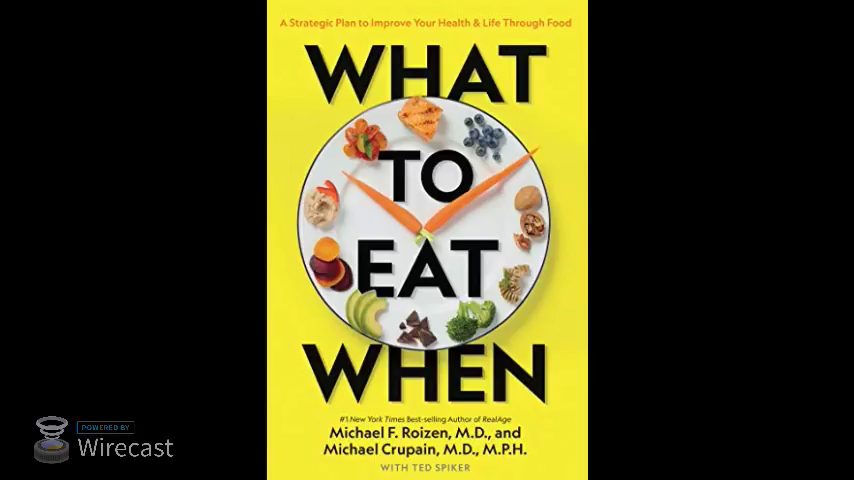 A Strategic Plan to Improve Your Health & Life Through Food
WHAT
TO
EAT
WHEN
#1 New York Times Best-selling Author of RealAge
Michael F. Roizen, M.D., and
Michael Crupain, M.D., M.P.H.
WITH TED SPIKER
POWERED BY
Wirecast